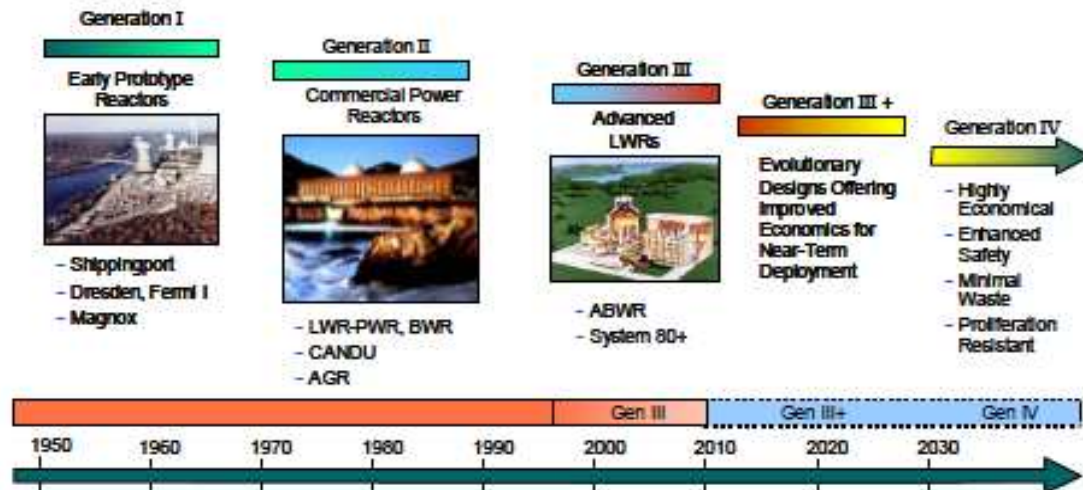 Generation I
Early Prototype
Reactors
- Shippingport
- Dresden, Fermi I
- Magnox
Generation II
Commercial Power
Reactors
- LWR-PWR, BWR
- CANDU
- AGR
Generation III
Advanced
LWRs
- ABWR
- System 80+
Generation III +
Evolutionary
Designs Offering
Improved
Economics for
Near-Term
Deployment
Generation IV
- Highly
Economical
- Enhanced
Safety
- Minimal
Waste
- Proliferation
Resistant
Gen III Gen III+ Gen IV
1950 1960 1970 1980 1990 2000 2010 2020 2030